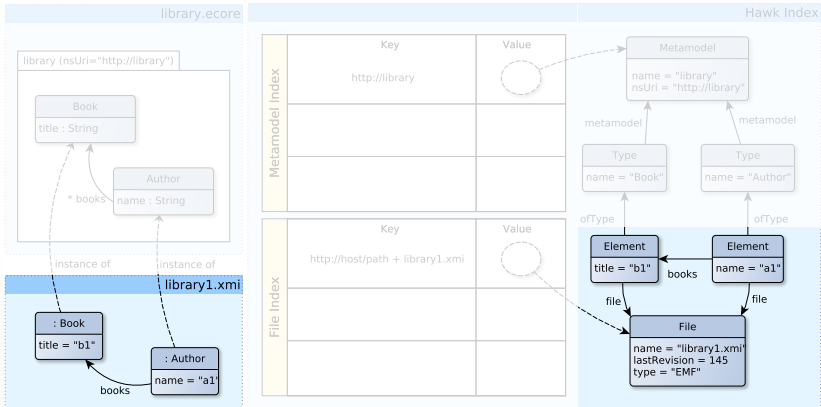 library.ecore
library (nsUri="http://library")
Book
title : String
Author
name : String
* books
instance of
instance of
library1.xmi
: Book
title = "b1"
: Author
name = "a1"
books
Metamodel Index
Key
Value
http://library
File Index
Key
Value
http://host/path + library1.xmi
Hawk Index
Metamodel
name = "library"
nsUri = "http://library"
metamodel
metamodel
Type
name = "Book"
Type
name = "Author"
ofType
ofType
Element
title = "b1"
Element
name = "a1"
books
file
file
File
name = "library1.xmi"
lastRevision = 145
type = "EMF"